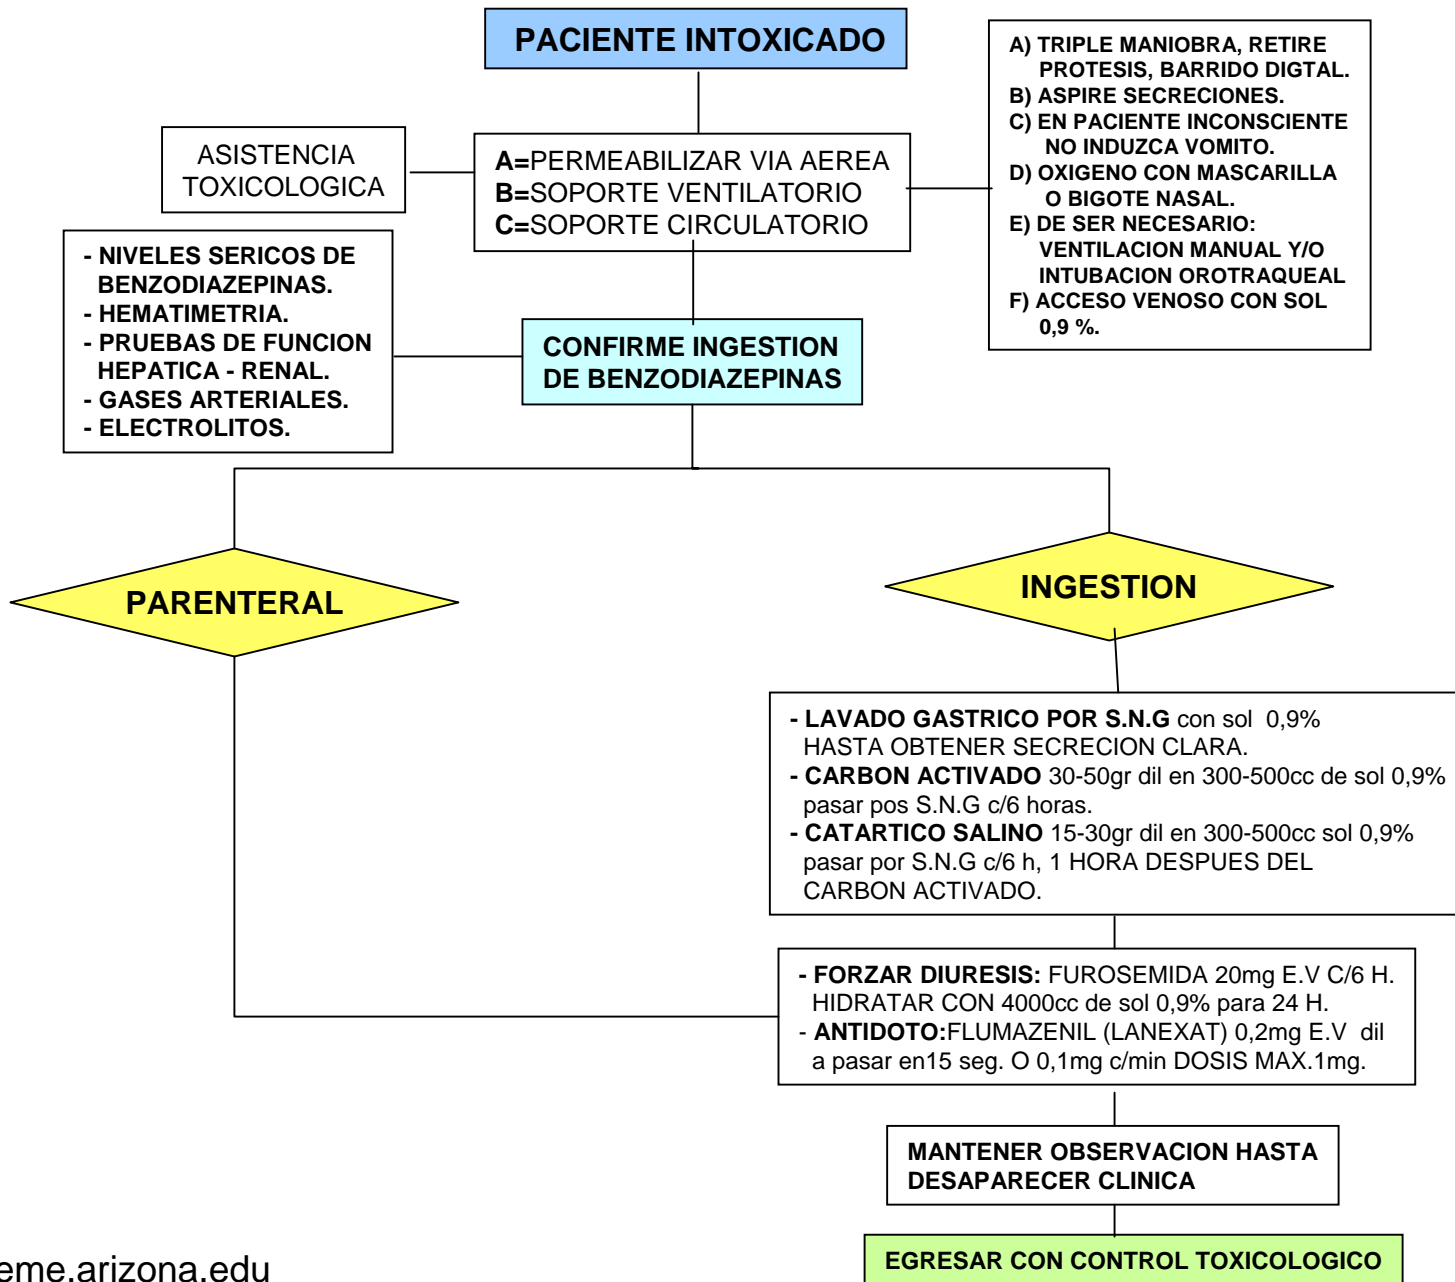 PACIENTE INTOXICADO
A) TRIPLE MANIOBRA, RETIRE
PROTESIS, BARRIDO DIGTAL.
B) ASPIRE SECRECIONES.
C) EN PACIENTE INCONSCIENTE
NO INDUZCA VOMITO.
D) OXIGENO CON MASCARILLA
O BIGOTE NASAL.
E) DE SER NECESARIO:
VENTILACION MANUAL Y/O
INTUBACION OROTRAQUEAL
F) ACCESO VENOSO CON SOL
0,9 %.
ASISTENCIA
TOXICOLOGICA
A=PERMEABILIZAR VIA AEREA
B=SOPORTE VENTILATORIO
C=SOPORTE CIRCULATORIO
- NIVELES SERICOS DE
BENZODIAZEPINAS.
- HEMATIMETRIA.
- PRUEBAS DE FUNCION
HEPATICA - RENAL.
- GASES ARTERIALES.
- ELECTROLITOS.
CONFIRME INGESTION
DE BENZODIAZEPINAS
PARENTERAL
INGESTION
- LAVADO GASTRICO POR S.N.G con sol 0,9%
HASTA OBTENER SECRECION CLARA.
- CARBON ACTIVADO 30-50gr dil en 300-500cc de sol 0,9%
pasar pos S.N.G c/6 horas.
- CATARTICO SALINO 15-30gr dil en 300-500cc sol 0,9%
pasar por S.N.G c/6 h, 1 HORA DESPUES DEL
CARBON ACTIVADO.
- FORZAR DIURESIS: FUROSEMIDA 20mg E.V C/6 H.
HIDRATAR CON 4000cc de sol 0,9% para 24 H.
- ANTIDOTO:FLUMAZENIL (LANEXAT) 0,2mg E.V dil
a pasar en15 seg. O 0,1mg c/min DOSIS MAX.1mg.
MANTENER OBSERVACION HASTA
DESAPARECER CLINICA
EGRESAR CON CONTROL TOXICOLOGICO
eme.arizona.edu